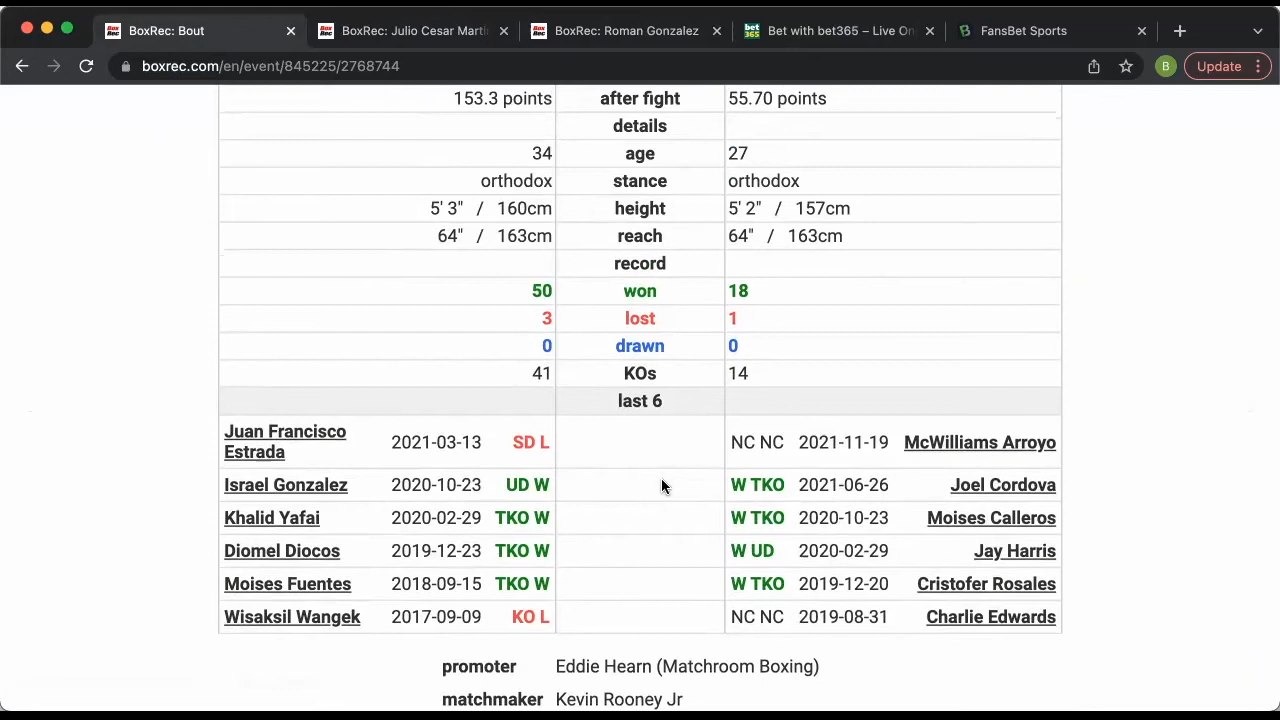 BoxRec: Bout
BoxRec: Julio Cesar Marti
BoxRec: Roman Gonzalez
bet365 Bet with bet365 – Live On
FansBet Sports
boxrec.com/en/event/845225/2768744
B
Update
153.3 points after fight 55.70 points
details
34 age 27
orthodox stance orthodox
5' 3" / 160cm height 5' 2" / 157cm
64" / 163cm reach 64" / 163cm
record
50 won 18
3 lost 1
0 drawn 0
41 KOs 14
last 6
Juan Francisco
Estrada 2021-03-13 SD L NC NC 2021-11-19 McWilliams Arroyo
Israel Gonzalez 2020-10-23 UD W W TKO 2021-06-26 Joel Cordova
Khalid Yafai 2020-02-29 TKO W W TKO 2020-10-23 Moises Calleros
Diomel Diocos 2019-12-23 TKO W W UD 2020-02-29 Jay Harris
Moises Fuentes 2018-09-15 TKO W W TKO 2019-12-20 Cristofer Rosales
Wisaksil Wangek 2017-09-09 KO L NC NC 2019-08-31 Charlie Edwards
promoter Eddie Hearn (Matchroom Boxing)
matchmaker Kevin Rooney Jr